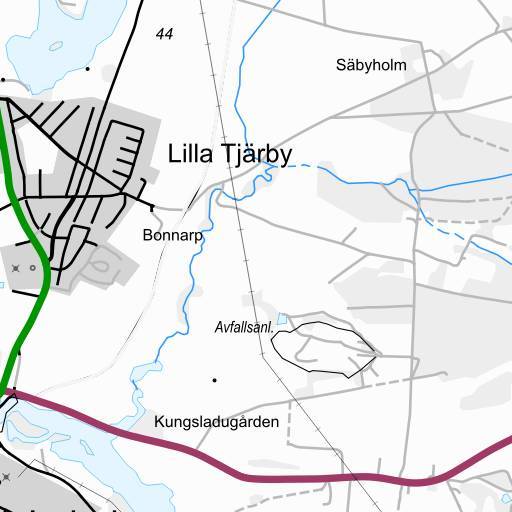 44
Säbyholm
Lilla Tjärby
Bonnarp
Avfallsanl.
Kungsladugården